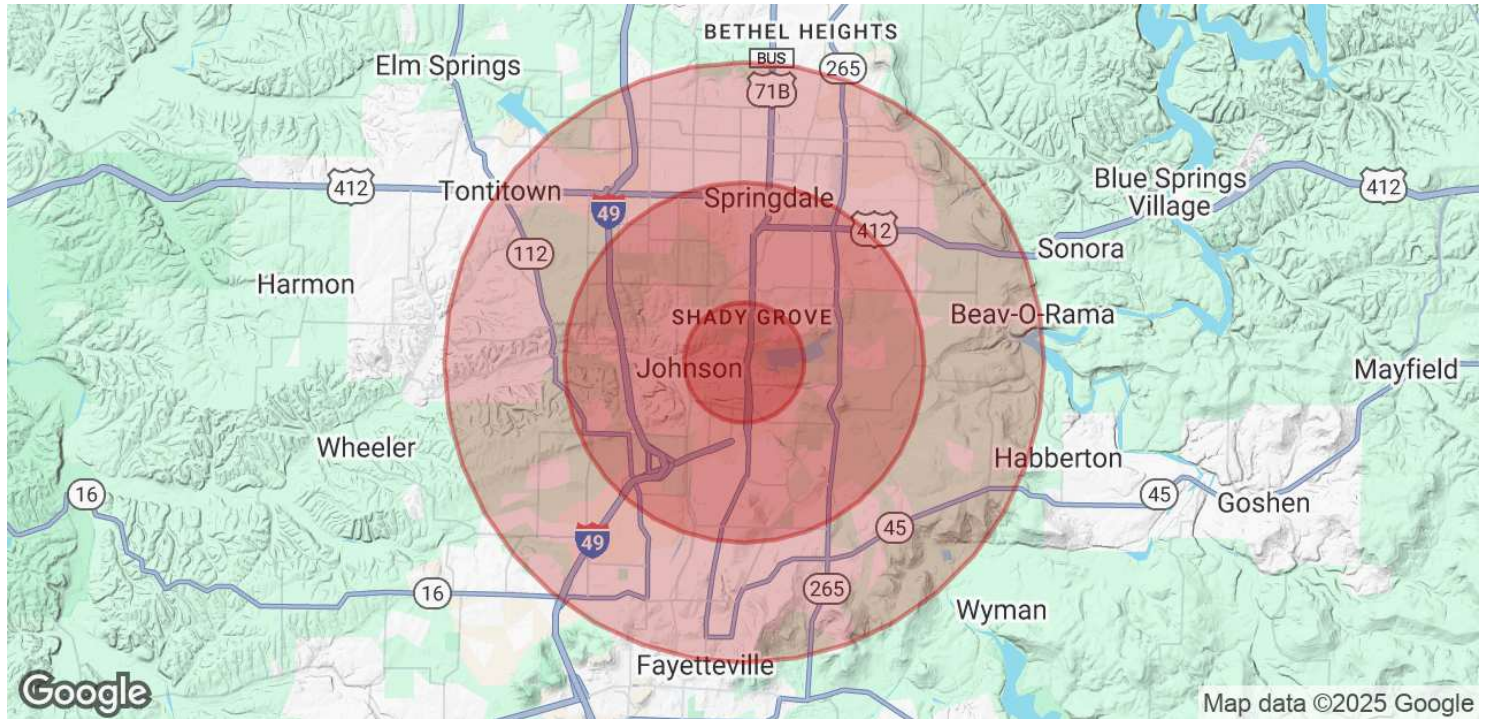 BETHEL HEIGHTS
Elm Springs
BUS
71B
265
412
Tontitown
49
Springdale
412
Blue Springs
Village
412
112
Sonora
Harmon
SHADY GROVE
Beav-O-Rama
Johnson
Mayfield
Wheeler
Habberton
16
45
Goshen
49
45
16
265
Wyman
Fayetteville
Google
Map data ©2025 Google